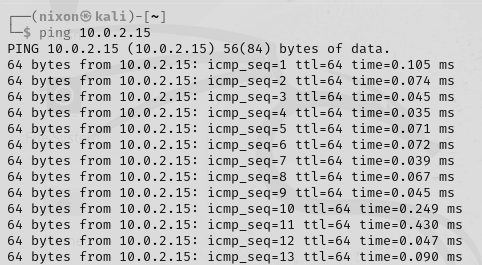 ┌──(nixon㉿kali)-[~]
└─$ ping 10.0.2.15
PING 10.0.2.15 (10.0.2.15) 56(84) bytes of data.
64 bytes from 10.0.2.15: icmp_seq=1 ttl=64 time=0.105 ms
64 bytes from 10.0.2.15: icmp_seq=2 ttl=64 time=0.074 ms
64 bytes from 10.0.2.15: icmp_seq=3 ttl=64 time=0.045 ms
64 bytes from 10.0.2.15: icmp_seq=4 ttl=64 time=0.035 ms
64 bytes from 10.0.2.15: icmp_seq=5 ttl=64 time=0.071 ms
64 bytes from 10.0.2.15: icmp_seq=6 ttl=64 time=0.072 ms
64 bytes from 10.0.2.15: icmp_seq=7 ttl=64 time=0.039 ms
64 bytes from 10.0.2.15: icmp_seq=8 ttl=64 time=0.067 ms
64 bytes from 10.0.2.15: icmp_seq=9 ttl=64 time=0.045 ms
64 bytes from 10.0.2.15: icmp_seq=10 ttl=64 time=0.249 ms
64 bytes from 10.0.2.15: icmp_seq=11 ttl=64 time=0.430 ms
64 bytes from 10.0.2.15: icmp_seq=12 ttl=64 time=0.047 ms
64 bytes from 10.0.2.15: icmp_seq=13 ttl=64 time=0.090 ms